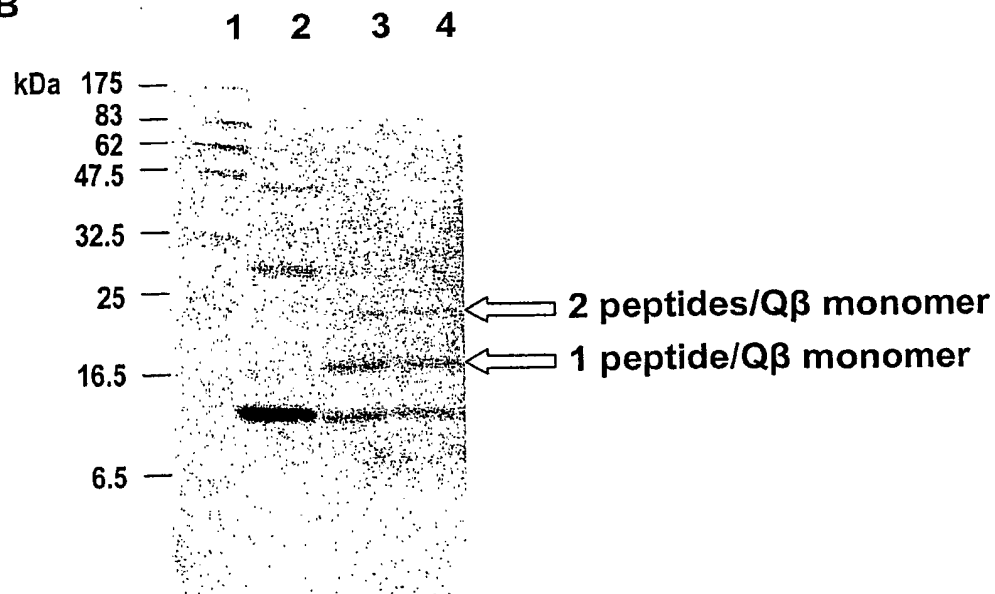 B
1 2 3 4
kDa 175
83
62
47.5
32.5
25
2 peptides/Qβ monomer
1 peptide/Qβ monomer
16.5
6.5